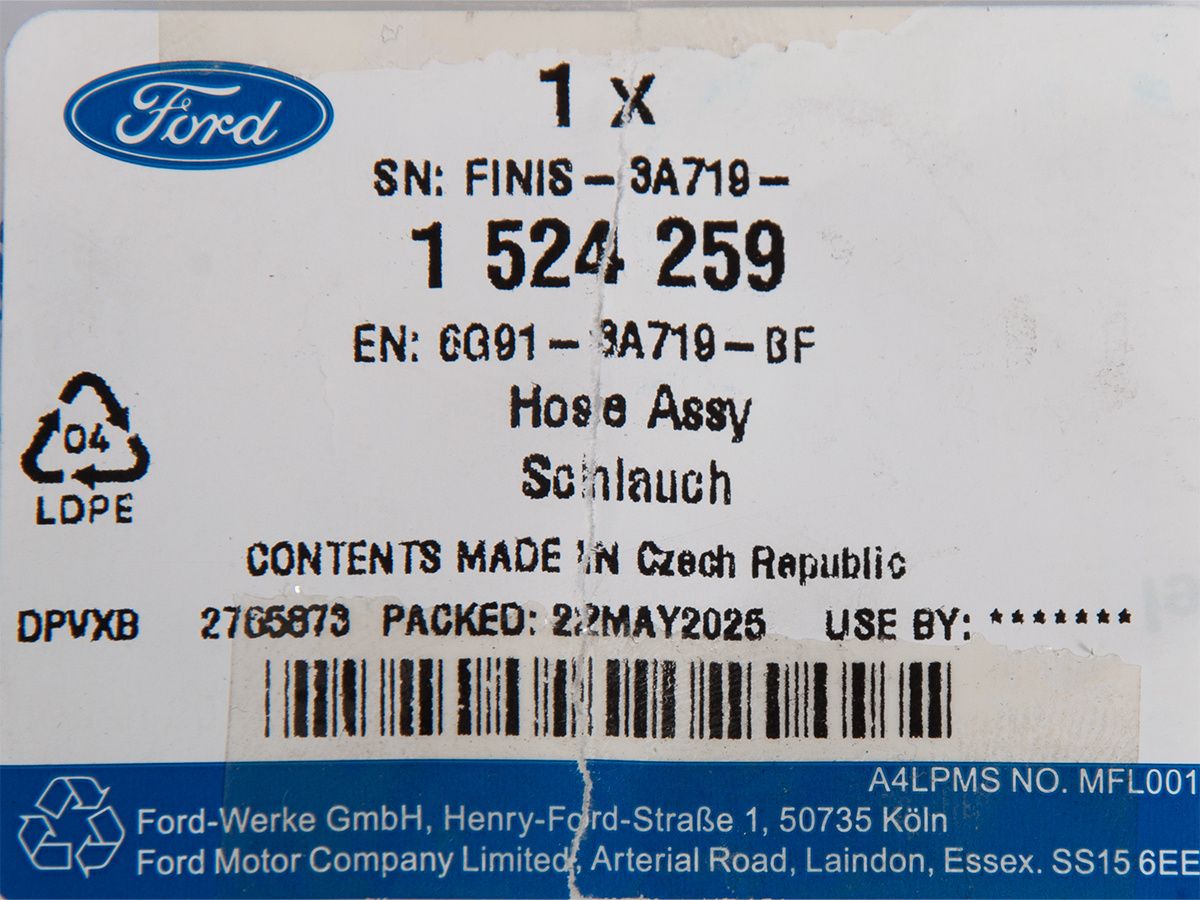 Ford
1 x
SN: FINIS – 3A719 –
1 524 259
EN: 6G91 – 3A719 – BF
Hose Assy
Schlauch
04
LDPE
CONTENTS MADE IN Czech Republic
DPVXB 2765873 PACKED: 22MAY2025 USE BY: *******
A4LPMS NO. MFL001
Ford-Werke GmbH, Henry-Ford-Straße 1, 50735 Köln
Ford Motor Company Limited, Arterial Road, Laindon, Essex. SS15 6EE